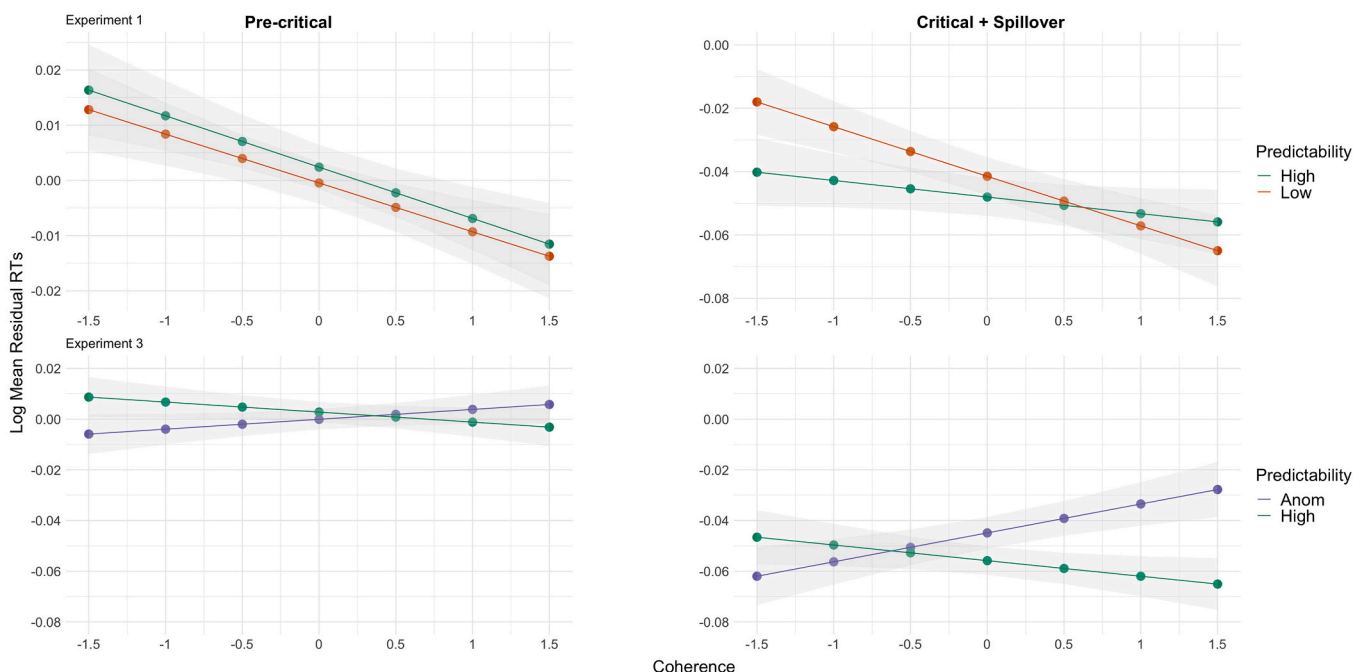 Experiment 1
Pre-critical
Critical + Spillover
0.02
0.01
0.00
-0.01
-0.02
-1.5 -1 -0.5 0 0.5 1 1.5
0.00
-0.02
-0.04
-0.06
-0.08
-1.5 -1 -0.5 0 0.5 1 1.5
Predictability
High
Low
Log Mean Residual RTs
Experiment 3
0.02
0.00
-0.02
-0.04
-0.06
-0.08
-1.5 -1 -0.5 0 0.5 1 1.5
0.02
0.00
-0.02
-0.04
-0.06
-0.08
-1.5 -1 -0.5 0 0.5 1 1.5
Predictability
Anom
High
Coherence